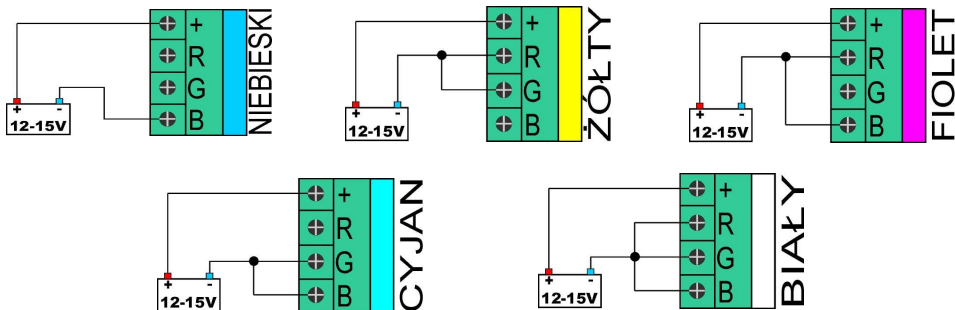 +
R
G
B
NIEBIESKI
+ -
12-15V
+
R
G
B
ŻÓŁTY
+ -
12-15V
+
R
G
B
FIOLET
+ -
12-15V
+
R
G
B
CYJAN
+ -
12-15V
+
R
G
B
BIAŁY
+ -
12-15V